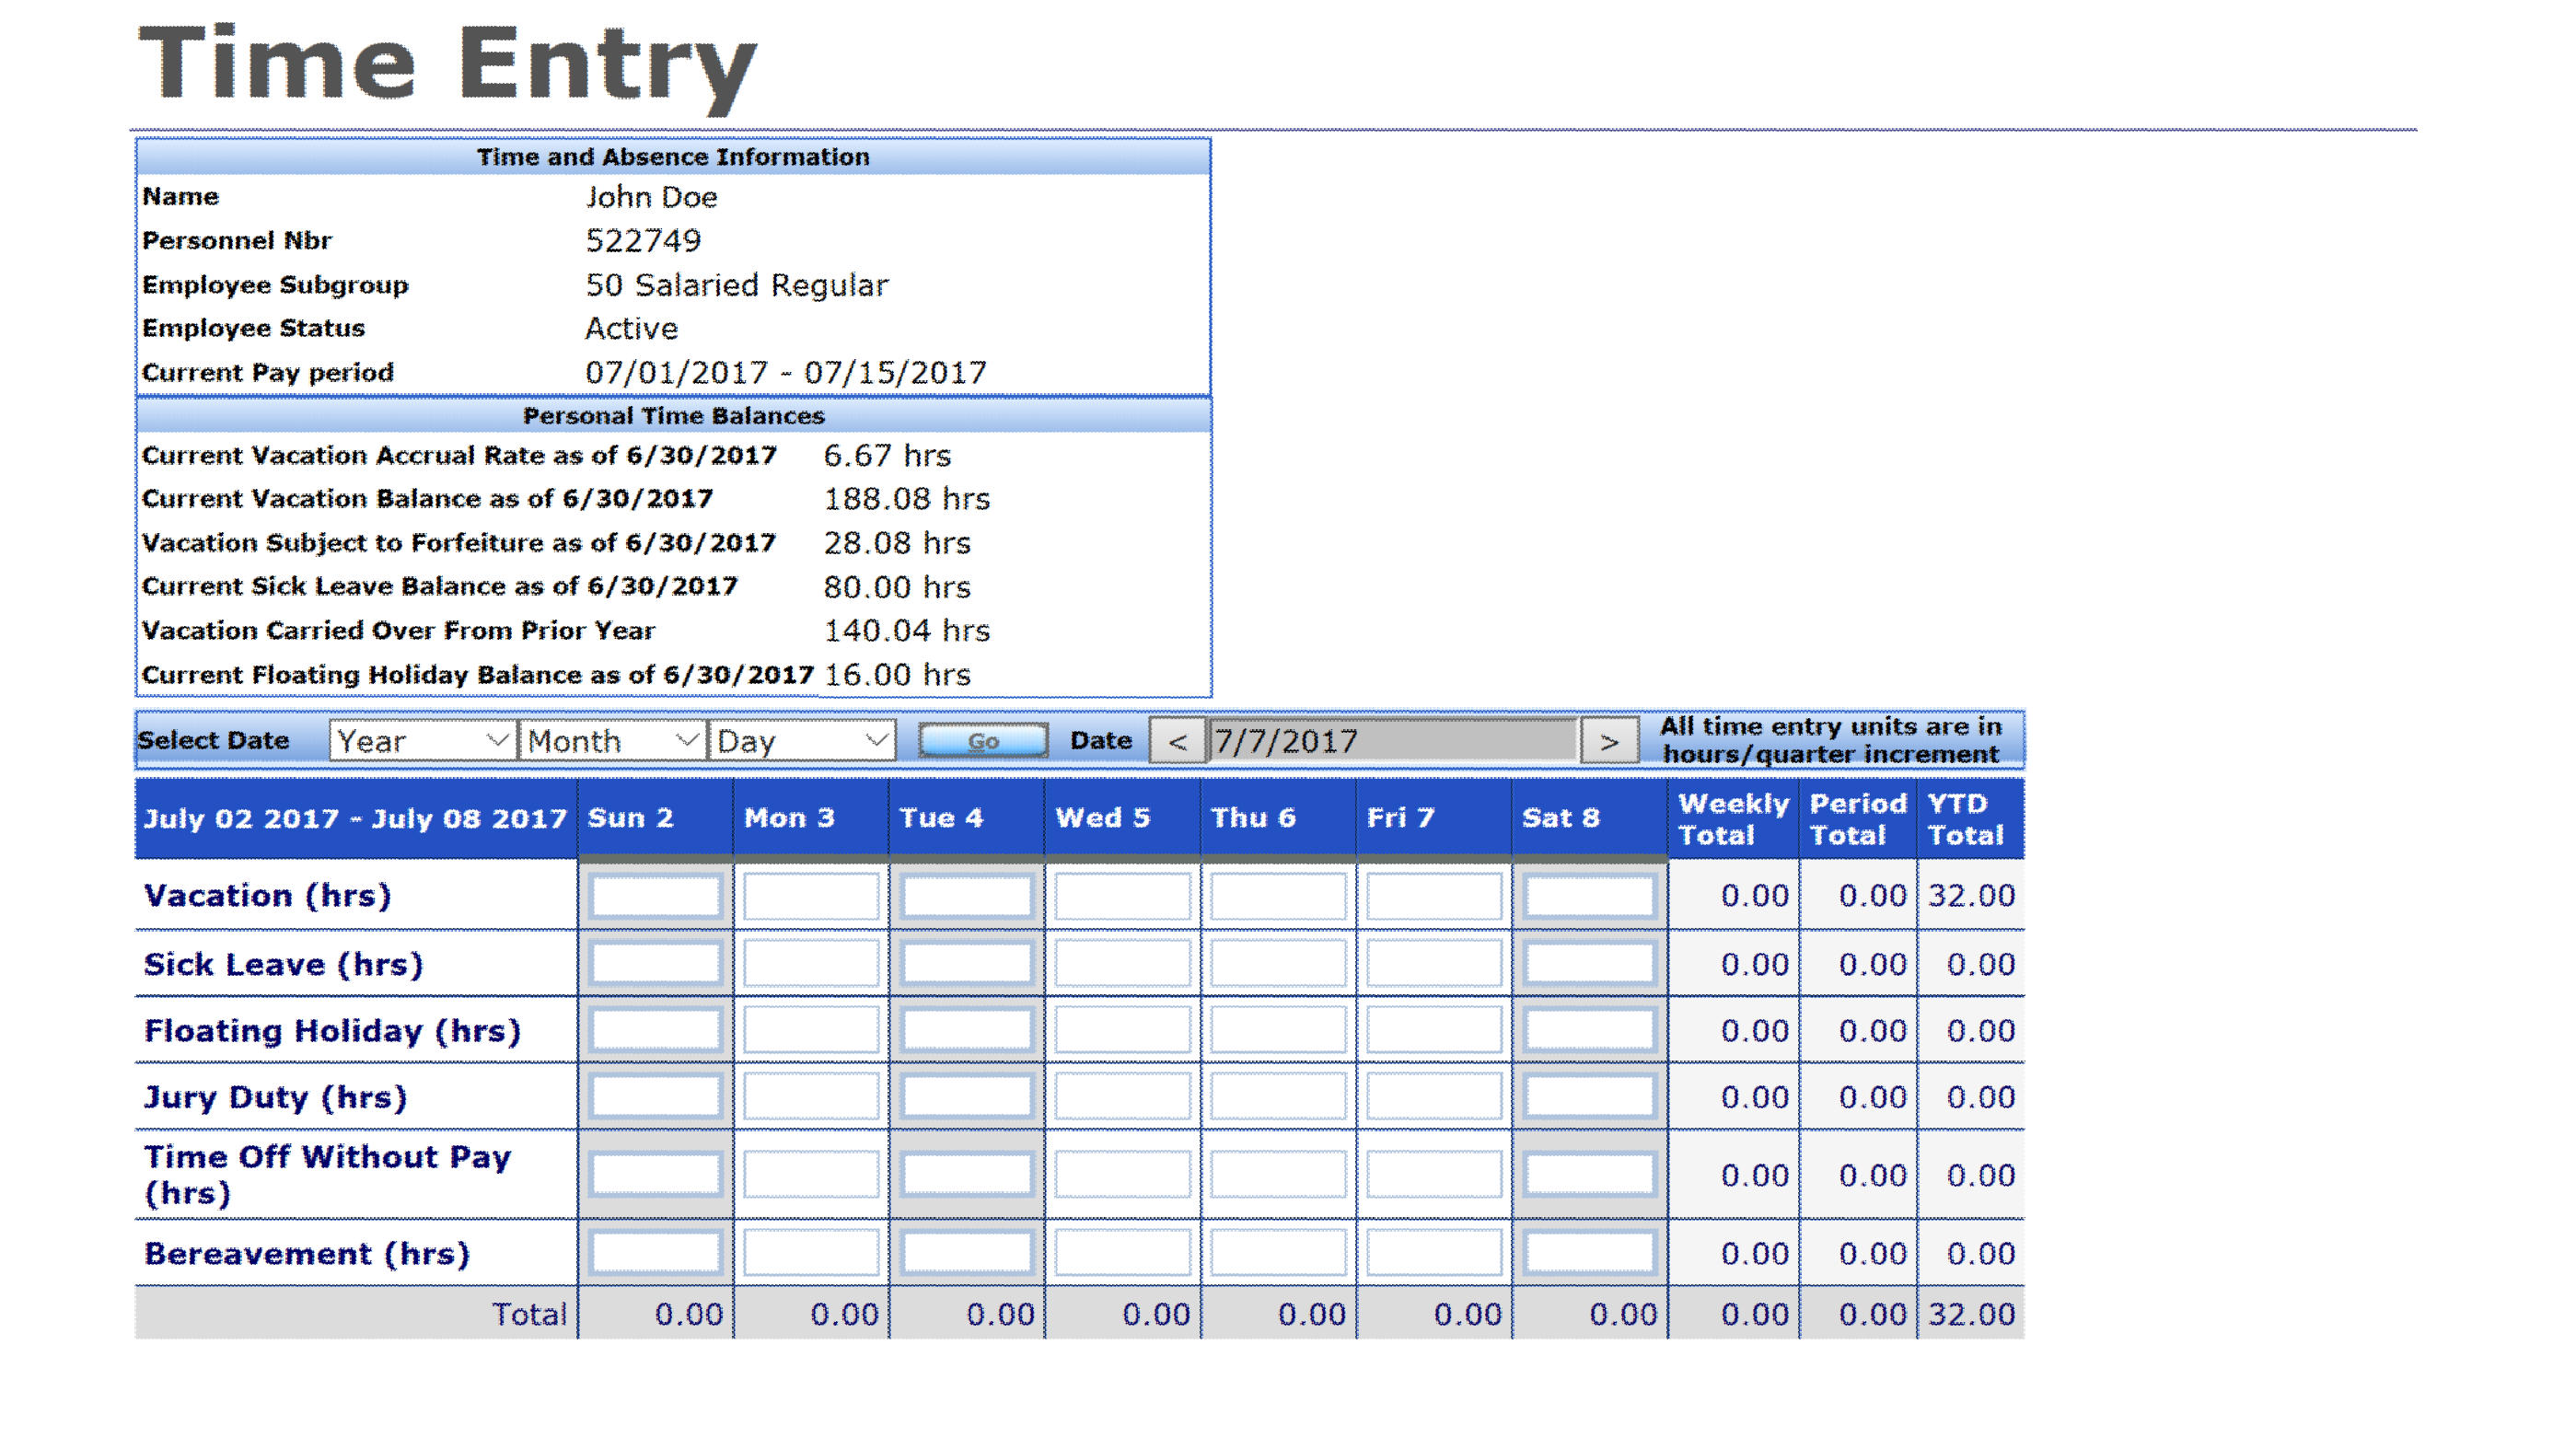 Time Entry
Time and Absence Information
Name John Doe
Personnel Nbr 522749
Employee Subgroup 50 Salaried Regular
Employee Status Active
Current Pay period 07/01/2017 - 07/15/2017
Personal Time Balances
Current Vacation Accrual Rate as of 6/30/2017 6.67 hrs
Current Vacation Balance as of 6/30/2017 188.08 hrs
Vacation Subject to Forfeiture as of 6/30/2017 28.08 hrs
Current Sick Leave Balance as of 6/30/2017 80.00 hrs
Vacation Carried Over From Prior Year 140.04 hrs
Current Floating Holiday Balance as of 6/30/2017 16.00 hrs
Select Date Year Month Day Go Date < 7/7/2017 > All time entry units are in
hours/quarter increment
July 02 2017 - July 08 2017 Sun 2 Mon 3 Tue 4 Wed 5 Thu 6 Fri 7 Sat 8 Weekly Period YTD
Total Total Total
Vacation (hrs) 0.00 0.00 32.00
Sick Leave (hrs) 0.00 0.00 0.00
Floating Holiday (hrs) 0.00 0.00 0.00
Jury Duty (hrs) 0.00 0.00 0.00
Time Off Without Pay
(hrs) 0.00 0.00 0.00
Bereavement (hrs) 0.00 0.00 0.00
Total 0.00 0.00 0.00 0.00 0.00 0.00 0.00 0.00 0.00 32.00